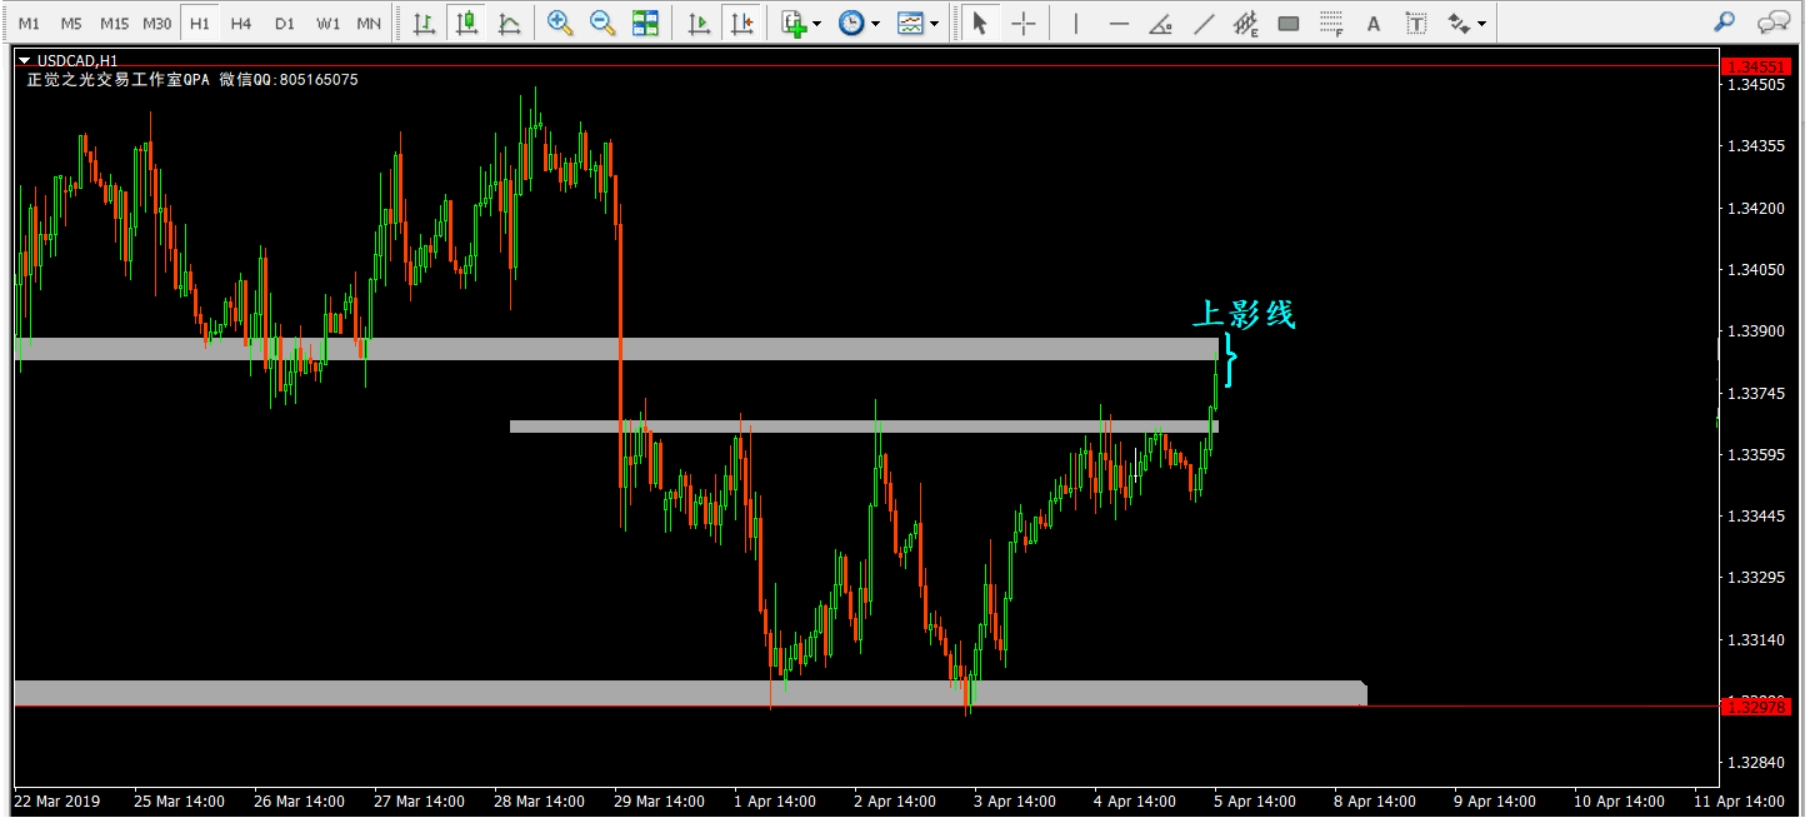 M1 M5 M15 M30 H1 H4 D1 W1 MN E F A T
USDCAD,H1
正觉之光交易工作室QPA 微信QQ:805165075
上影线
1.34551
1.34505
1.34355
1.34200
1.34050
1.33900
1.33745
1.33595
1.33445
1.33295
1.33140
1.32978
1.32840
22 Mar 2019 25 Mar 14:00 26 Mar 14:00 27 Mar 14:00 28 Mar 14:00 29 Mar 14:00 1 Apr 14:00 2 Apr 14:00 3 Apr 14:00 4 Apr 14:00 5 Apr 14:00 8 Apr 14:00 9 Apr 14:00 10 Apr 14:00 11 Apr 14:00